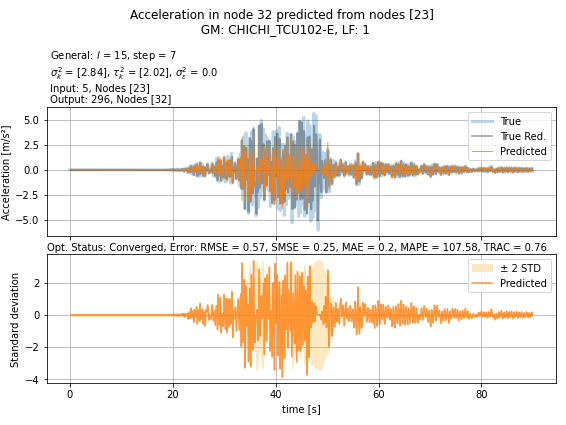 Acceleration in node 32 predicted from nodes [23]
GM: CHICHI_TCU102-E, LF: 1
General: l = 15, step = 7
σ²ₖ = [2.84], τ²ₖ = [2.02], σ²ε = 0.0
Input: 5, Nodes [23]
Output: 296, Nodes [32]
Acceleration [m/s²]
5.0
2.5
0.0
−2.5
−5.0
True
True Red.
Predicted
Opt. Status: Converged, Error: RMSE = 0.57, SMSE = 0.25, MAE = 0.2, MAPE = 107.58, TRAC = 0.76
Standard deviation
2
0
−2
−4
± 2 STD
Predicted
0 20 40 60 80
time [s]